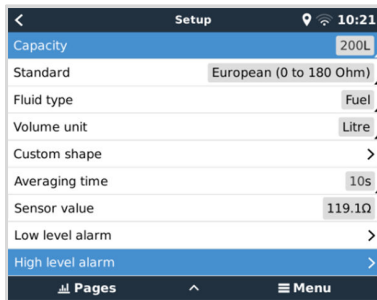 Setup 10:21
Capacity 200L
Standard European (0 to 180 Ohm)
Fluid type Fuel
Volume unit Litre
Custom shape
Averaging time 10s
Sensor value 119.1Ω
Low level alarm
High level alarm
Pages Menu